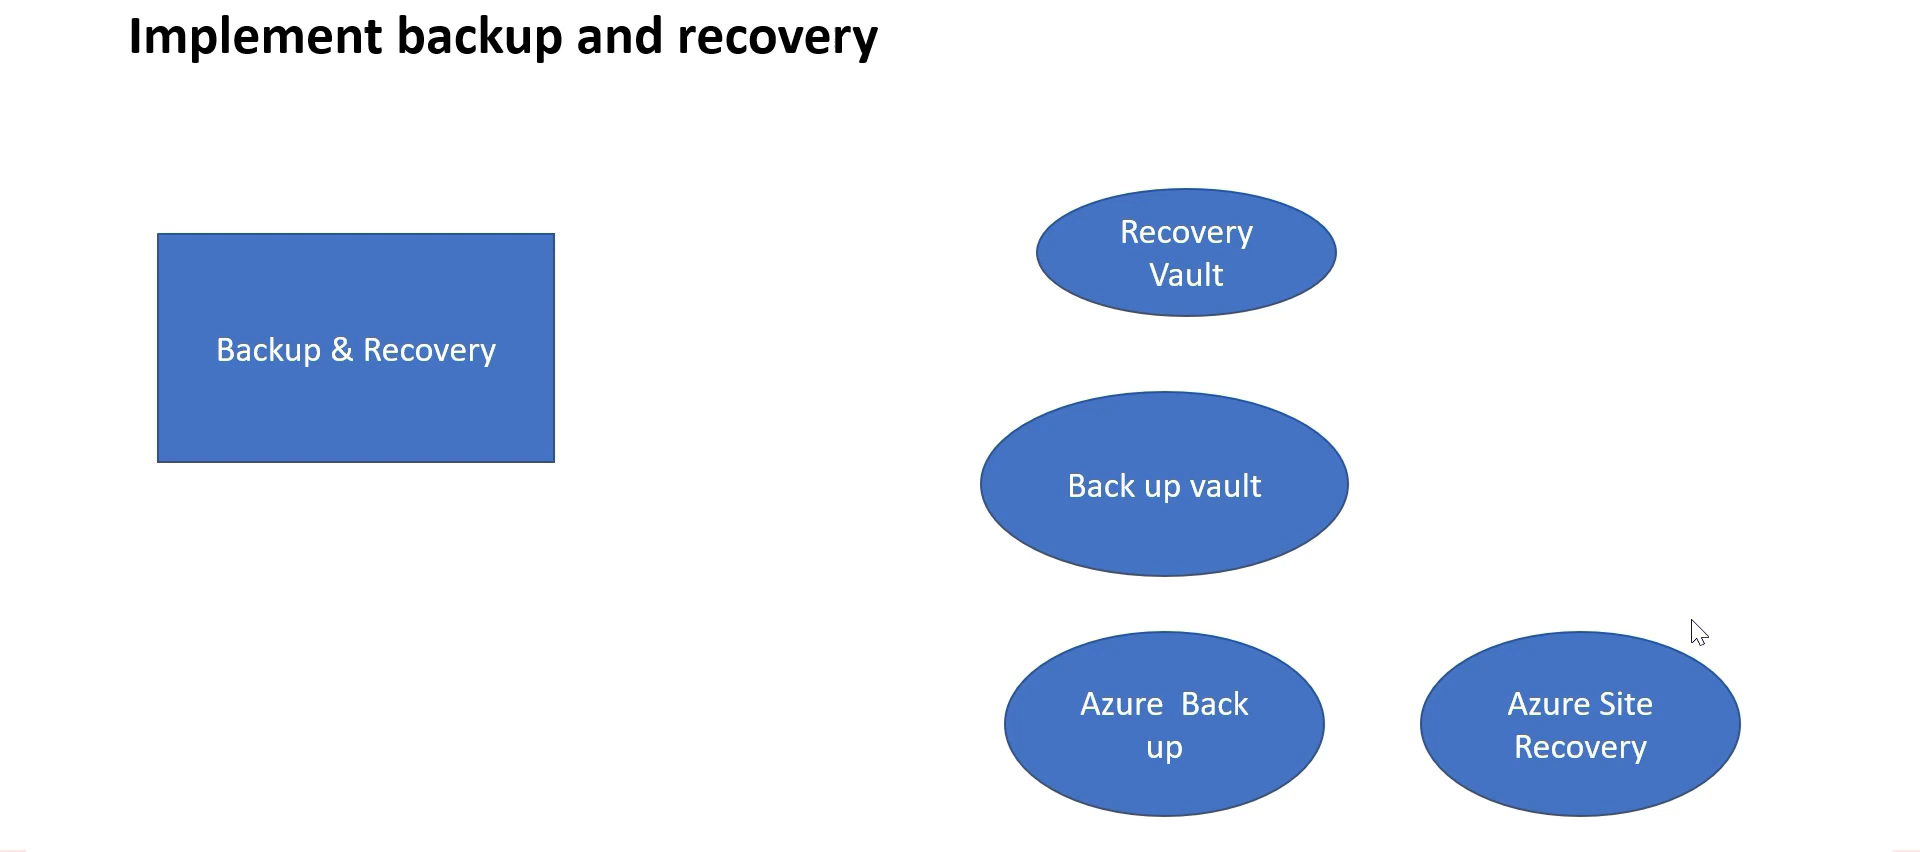 Implement backup and recovery
Backup & Recovery
Recovery
Vault
Back up vault
Azure  Back
up
Azure Site
Recovery